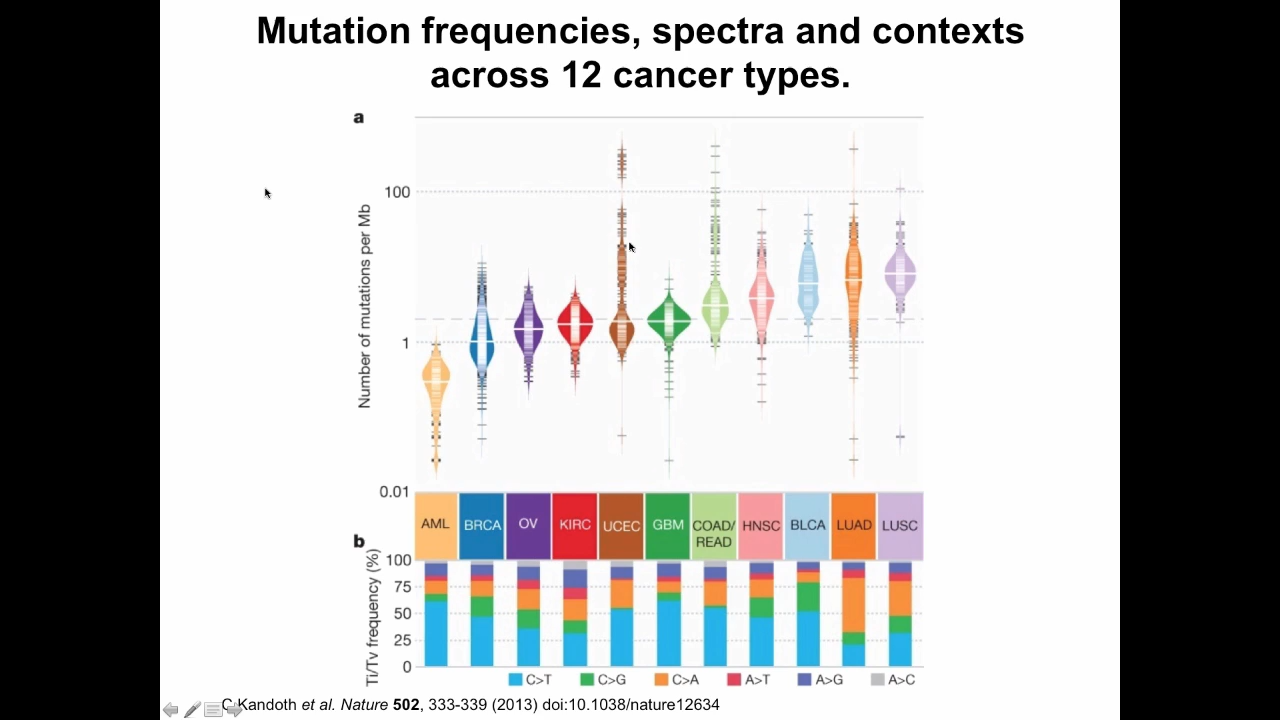 Mutation frequencies, spectra and contexts
across 12 cancer types.
a
Number of mutations per Mb
100
1
0.01
AML BRCA OV KIRC UCEC GBM COAD/ HNSC BLCA LUAD LUSC
READ
b
Ti/Tv frequency (%)
100
75
50
25
0
C>T C>G C>A A>T A>G A>C
C Kandoth et al. Nature 502, 333-339 (2013) doi:10.1038/nature12634